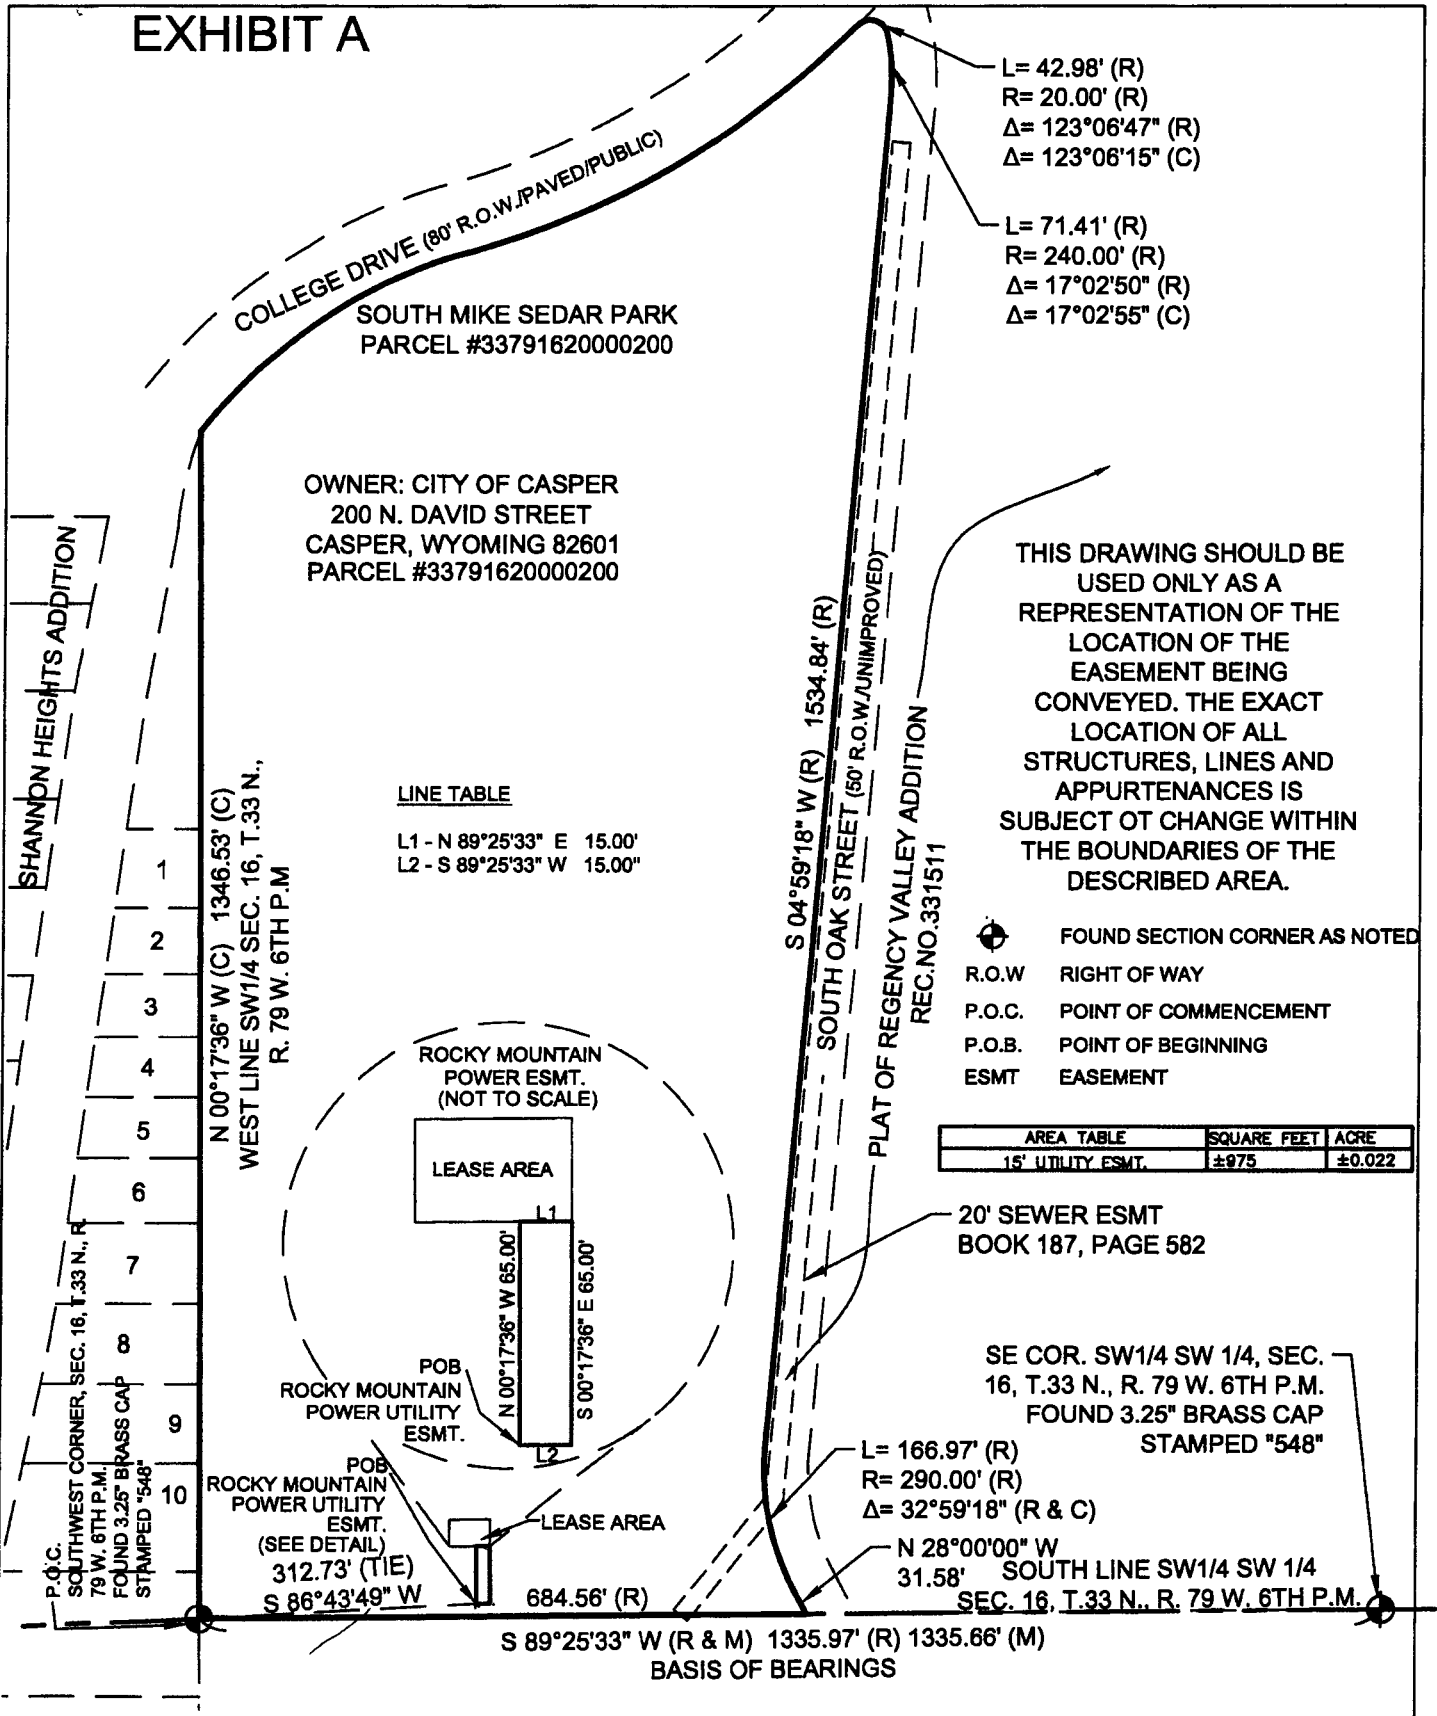 EXHIBIT A
L= 42.98' (R)
R= 20.00' (R)
Δ= 123°06'47" (R)
Δ= 123°06'15" (C)
L= 71.41' (R)
R= 240.00' (R)
Δ= 17°02'50" (R)
Δ= 17°02'55" (C)
COLLEGE DRIVE (80' R.O.W./PAVED/PUBLIC)
SOUTH MIKE SEDAR PARK
PARCEL #33791620000200
OWNER: CITY OF CASPER
200 N. DAVID STREET
CASPER, WYOMING 82601
PARCEL #33791620000200
SHANNON HEIGHTS ADDITION
THIS DRAWING SHOULD BE
USED ONLY AS A
REPRESENTATION OF THE
LOCATION OF THE
EASEMENT BEING
CONVEYED. THE EXACT
LOCATION OF ALL
STRUCTURES, LINES AND
APPURTENANCES IS
SUBJECT OT CHANGE WITHIN
THE BOUNDARIES OF THE
DESCRIBED AREA.
S 04°59'18" W (R) 1534.84' (R)
SOUTH OAK STREET (50' R.O.W./UNIMPROVED)
PLAT OF REGENCY VALLEY ADDITION
REC.NO.331511
LINE TABLE
L1 - N 89°25'33" E 15.00'
L2 - S 89°25'33" W 15.00"
N 00°17'36" W (C) 1346.53' (C)
WEST LINE SW1/4 SEC. 16, T.33 N.,
R. 79 W. 6TH P.M
1
2
3
4
5
6
7
8
9
10
FOUND SECTION CORNER AS NOTED
R.O.W RIGHT OF WAY
P.O.C. POINT OF COMMENCEMENT
P.O.B. POINT OF BEGINNING
ESMT EASEMENT
AREA TABLE SQUARE FEET ACRE
15' UTILITY ESMT. ±975 ±0.022
ROCKY MOUNTAIN
POWER ESMT.
(NOT TO SCALE)
LEASE AREA
L1
N 00°17'36" W 65.00'
S 00°17'36" E 65.00'
L2
POB
ROCKY MOUNTAIN
POWER UTILITY
ESMT.
20' SEWER ESMT
BOOK 187, PAGE 582
SE COR. SW1/4 SW 1/4, SEC.
16, T.33 N., R. 79 W. 6TH P.M.
FOUND 3.25" BRASS CAP
STAMPED "548"
L= 166.97' (R)
R= 290.00' (R)
Δ= 32°59'18" (R & C)
N 28°00'00" W
31.58'
SOUTH LINE SW1/4 SW 1/4
SEC. 16, T.33 N., R. 79 W. 6TH P.M.
P.O.C.
SOUTHWEST CORNER, SEC. 16, T.33 N., R.
79 W. 6TH P.M.
FOUND 3.25" BRASS CAP
STAMPED "548"
POB
ROCKY MOUNTAIN
POWER UTILITY
ESMT.
(SEE DETAIL)
312.73' (TIE)
S 86°43'49" W
LEASE AREA
684.56' (R)
S 89°25'33" W (R & M) 1335.97' (R) 1335.66' (M)
BASIS OF BEARINGS